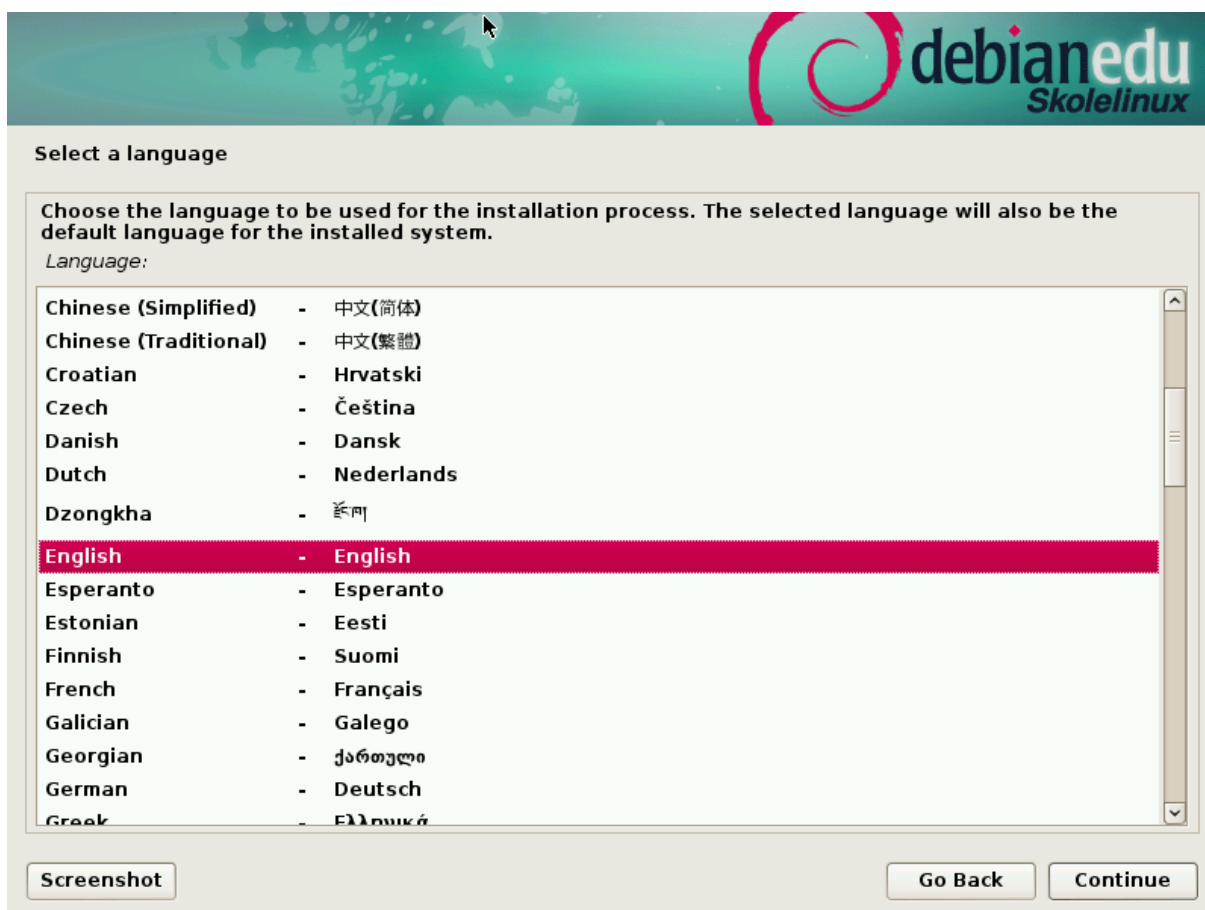 debianedu
Skolelinux
Select a language
Choose the language to be used for the installation process. The selected language will also be the
default language for the installed system.
Language:
Chinese (Simplified) - 中文(简体)
Chinese (Traditional) - 中文(繁體)
Croatian - Hrvatski
Czech - Čeština
Danish - Dansk
Dutch - Nederlands
Dzongkha - རྫོང་ཁ།
English - English
Esperanto - Esperanto
Estonian - Eesti
Finnish - Suomi
French - Français
Galician - Galego
Georgian - ქართული
German - Deutsch
Greek - Ελληνικά
Screenshot Go Back Continue